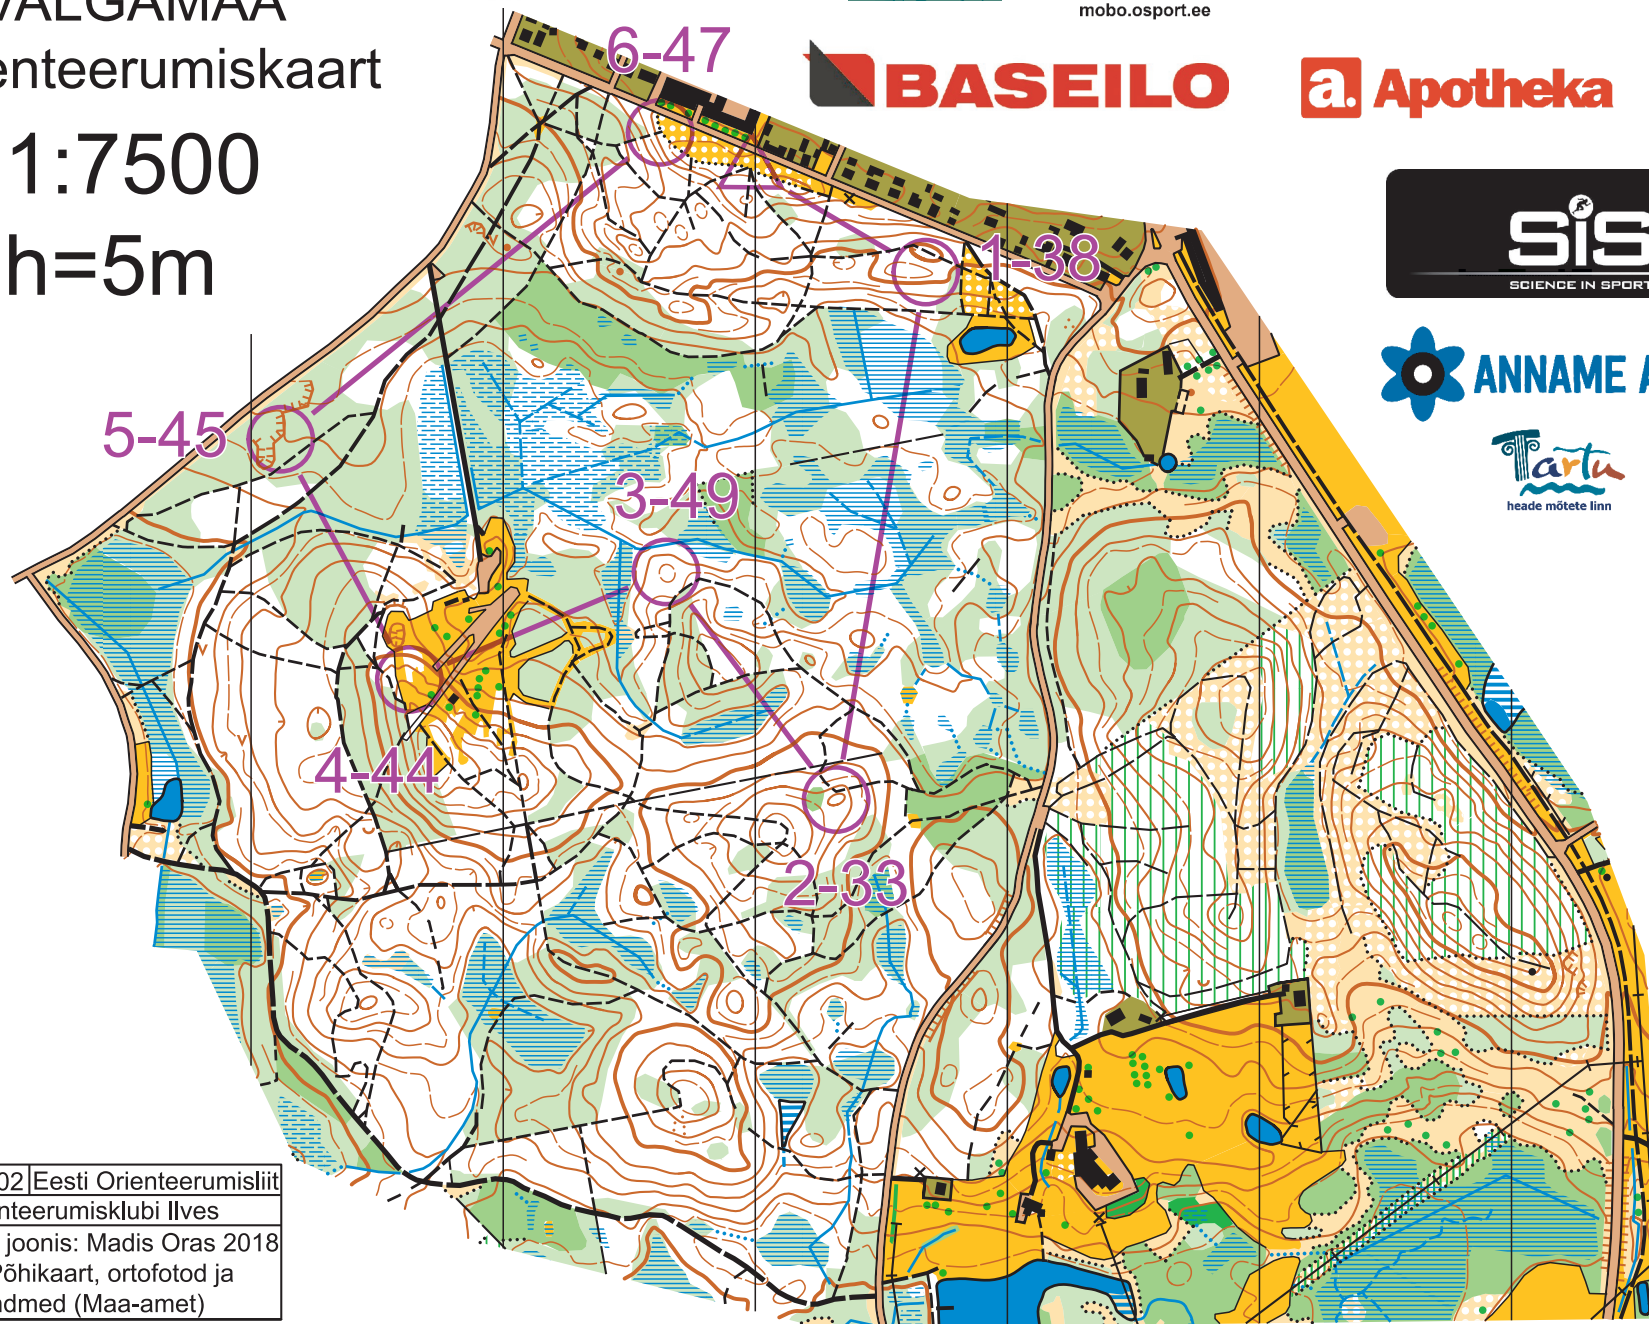 VALGAMAA
mobo.osport.ee
enteerumiskaart
1:7500
h=5m
BASEILO
a. Apotheka
SiS
SCIENCE IN SPORT
ANNAME A
Tartu
heade mõtete linn
6-47
1-38
5-45
3-49
4-44
2-33
02 Eesti Orienteerumisliit
nteerumisklubi Ilves
joonis: Madis Oras 2018
Põhikaart, ortofotod ja
ndmed (Maa-amet)